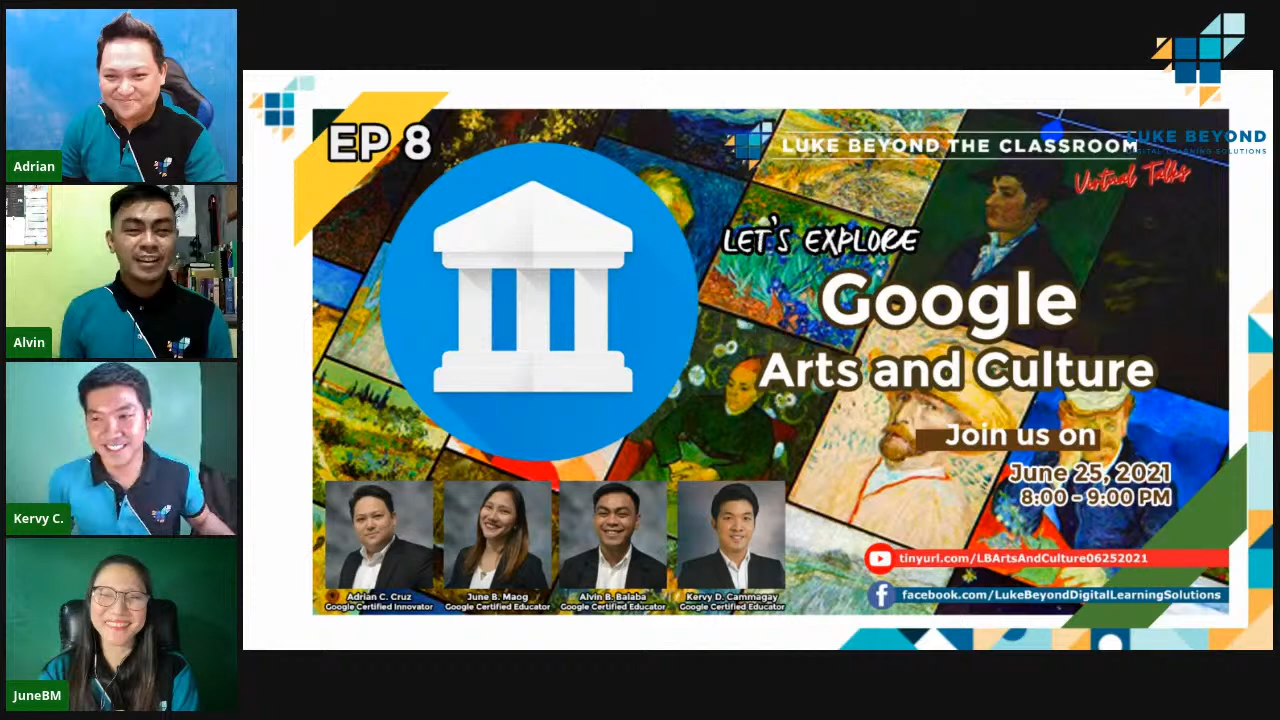 Adrian
Alvin
Kervy C.
JuneBM
EP 8
LUKE BEYOND THE CLASSROOM
Virtual Talks
LUKE BEYOND
DIGITAL LEARNING SOLUTIONS
LET'S EXPLORE
Google
Arts and Culture
Join us on
June 25, 2021
8:00 - 9:00 PM
tinyurl.com/LBArtsAndCulture06252021
facebook.com/LukeBeyondDigitalLearningSolutions
Adrian C. Cruz
Google Certified Innovator
June B. Maog
Google Certified Educator
Alvin B. Balaba
Google Certified Educator
Kervy D. Cammagay
Google Certified Educator